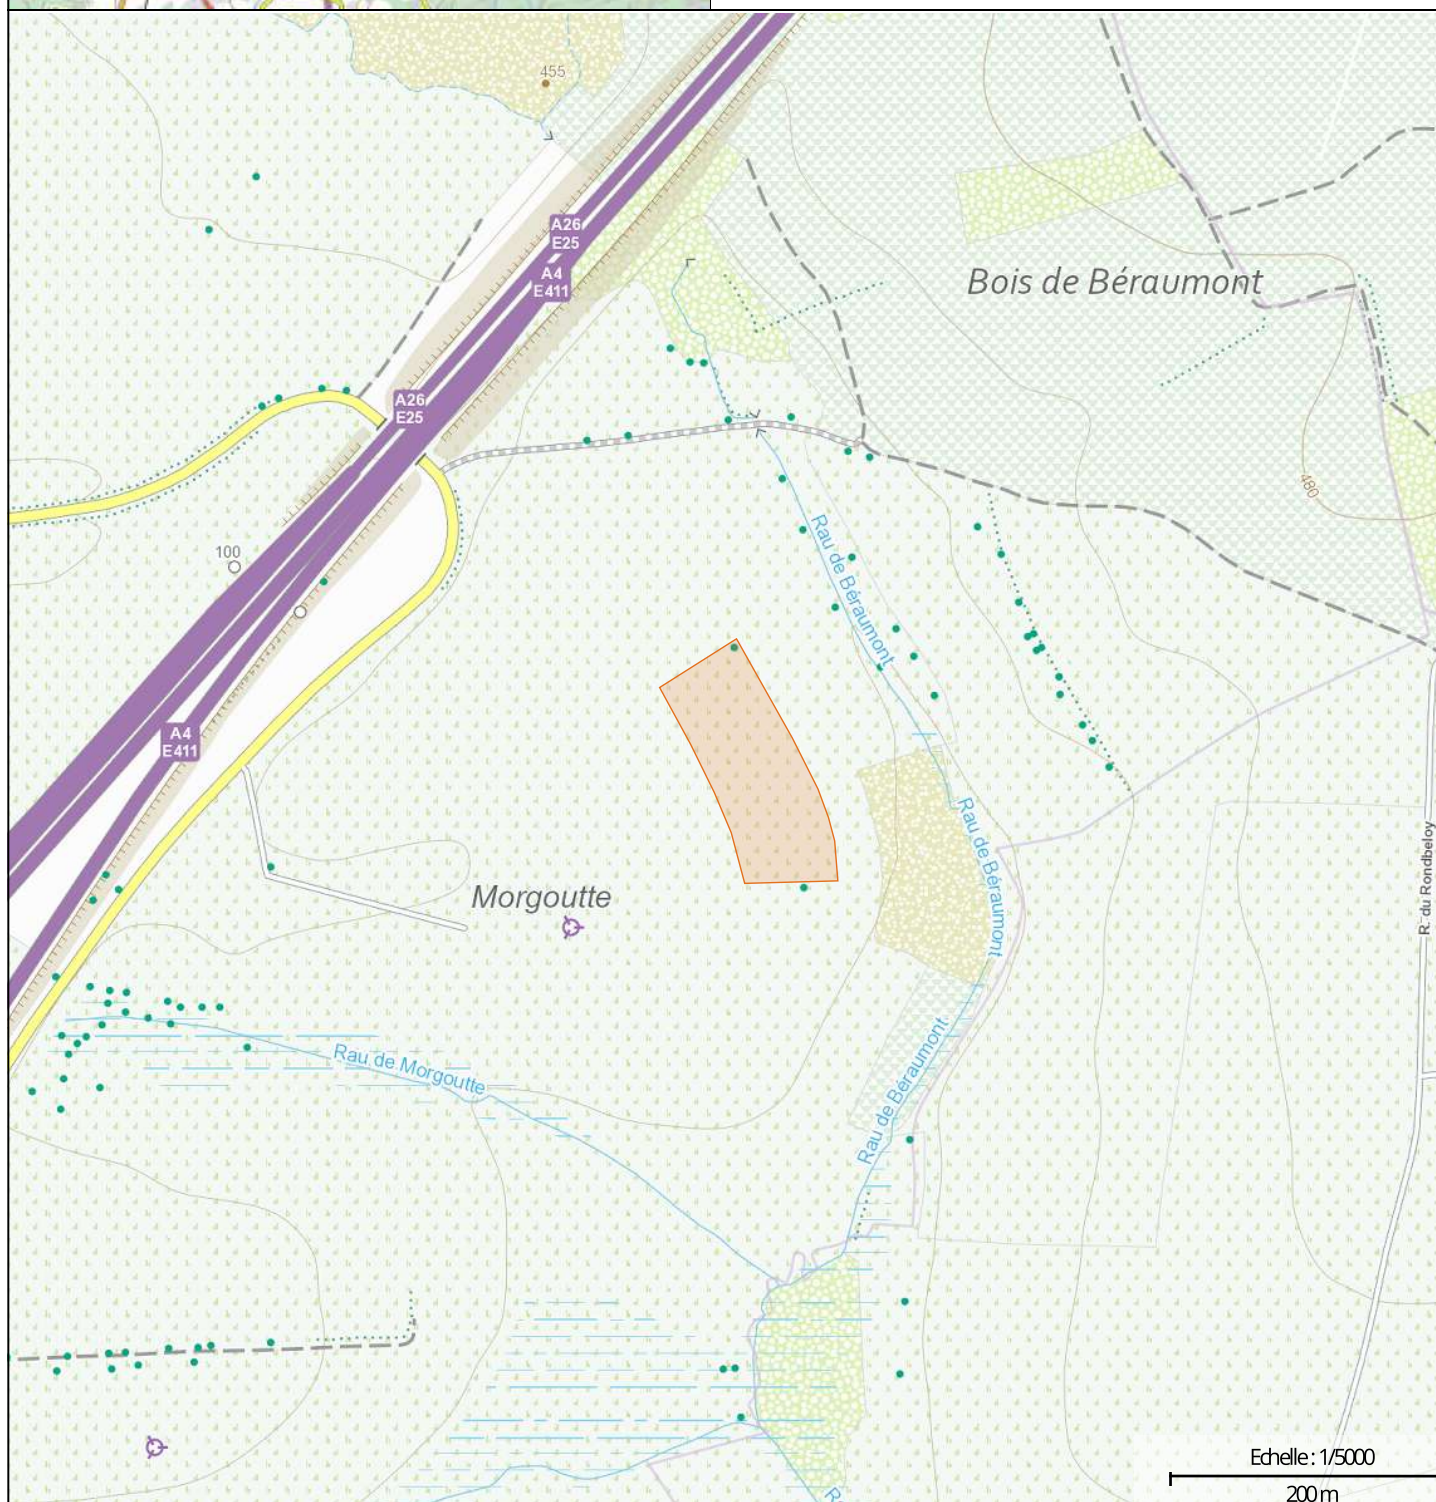 455
A26
E25
A4
E411
Bois de Béraumont
A26
E25
480
Rau de Béraumont
100
A4
E411
Rau de Béraumont
R. du Rondbeloy
Morgoutte
Rau de Morgoutte
Rau de Béraumont
Echelle : 1/5000
200 m